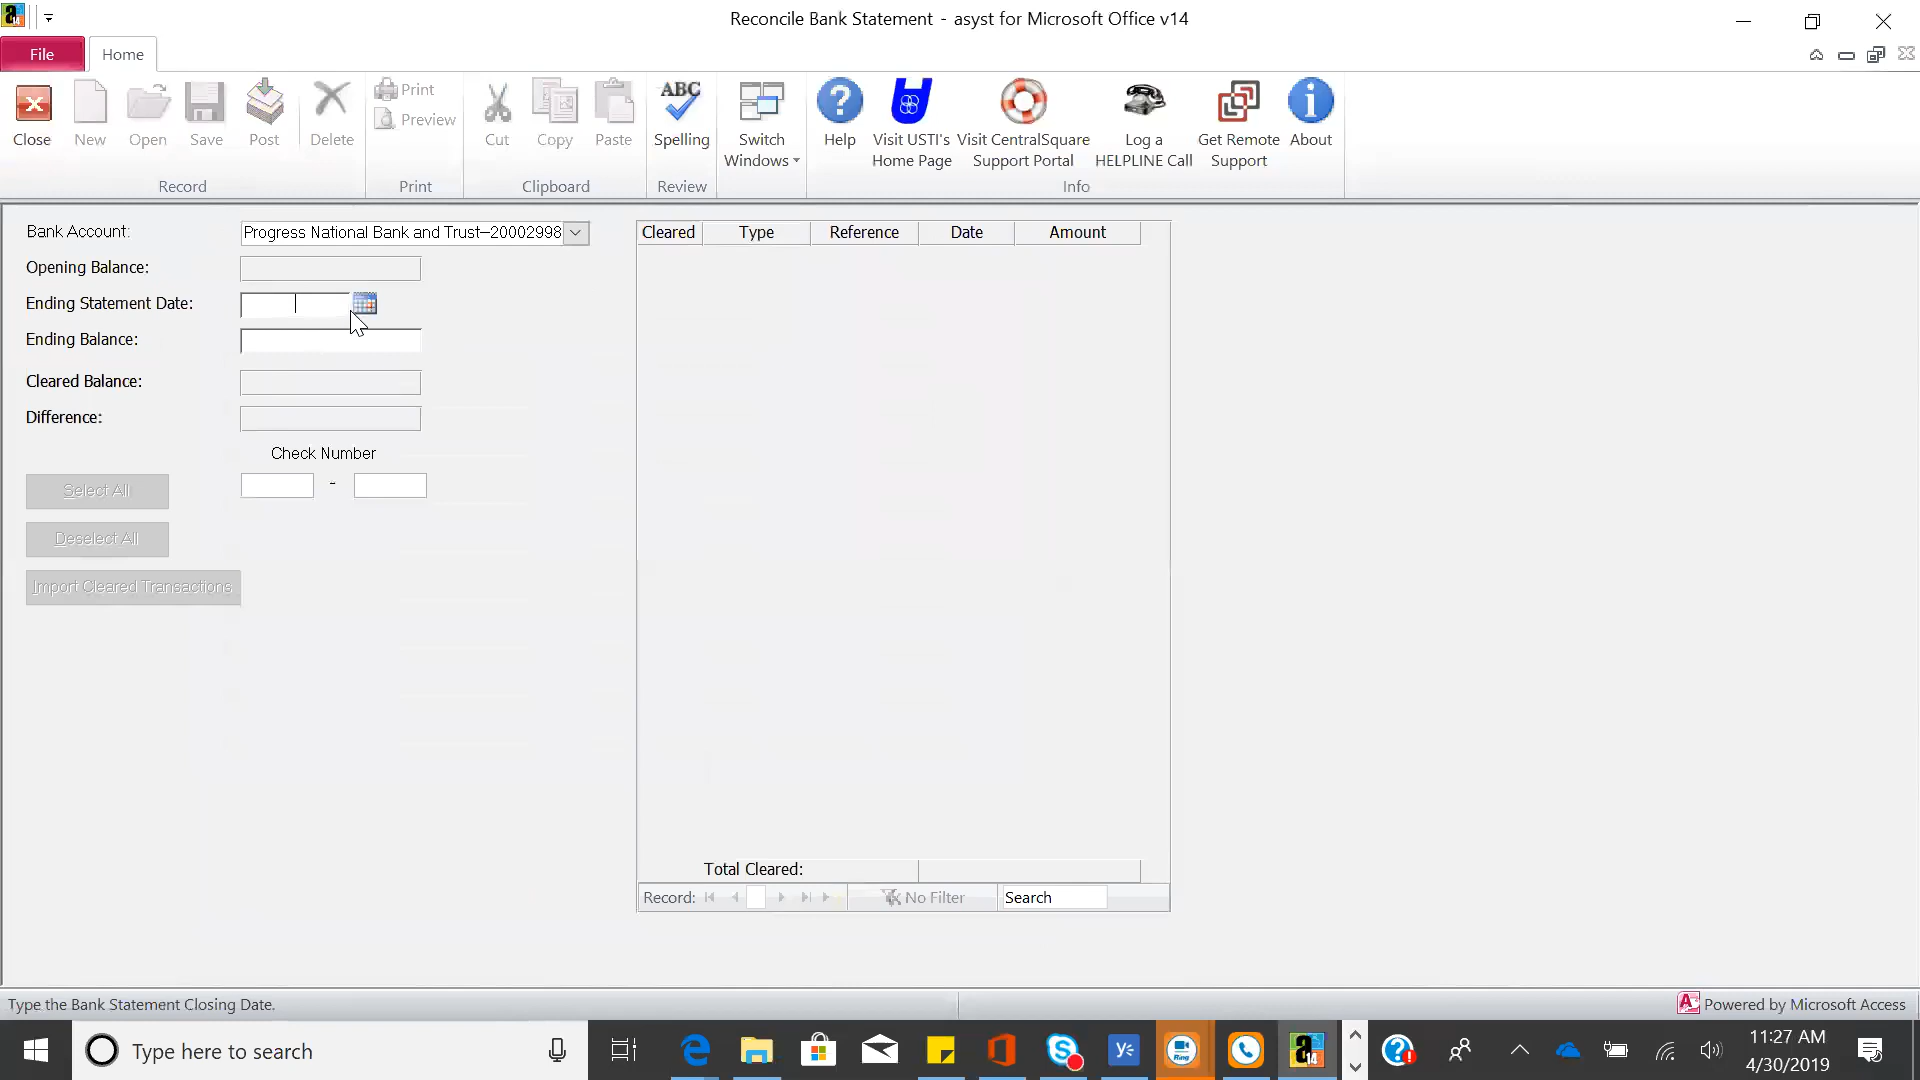 Reconcile Bank Statement - asyst for Microsoft Office v14
File
Home
Close
New
Open
Save
Post
Delete
Print
Preview
Cut
Copy
Paste
ABC
Spelling
Switch
Windows
Help
Visit USTI's
Home Page
Visit CentralSquare
Support Portal
Log a
HELPLINE Call
Get Remote
Support
About
Record
Print
Clipboard
Review
Info
Bank Account:
Progress National Bank and Trust--20002998
Opening Balance:
Ending Statement Date:
Ending Balance:
Cleared Balance:
Difference:
Check Number
-
Select All
Deselect All
Import Cleared Transactions
Cleared
Type
Reference
Date
Amount
Total Cleared:
Record:
No Filter
Search
Type the Bank Statement Closing Date.
Powered by Microsoft Access
Type here to search
Ring
11:27 AM
4/30/2019